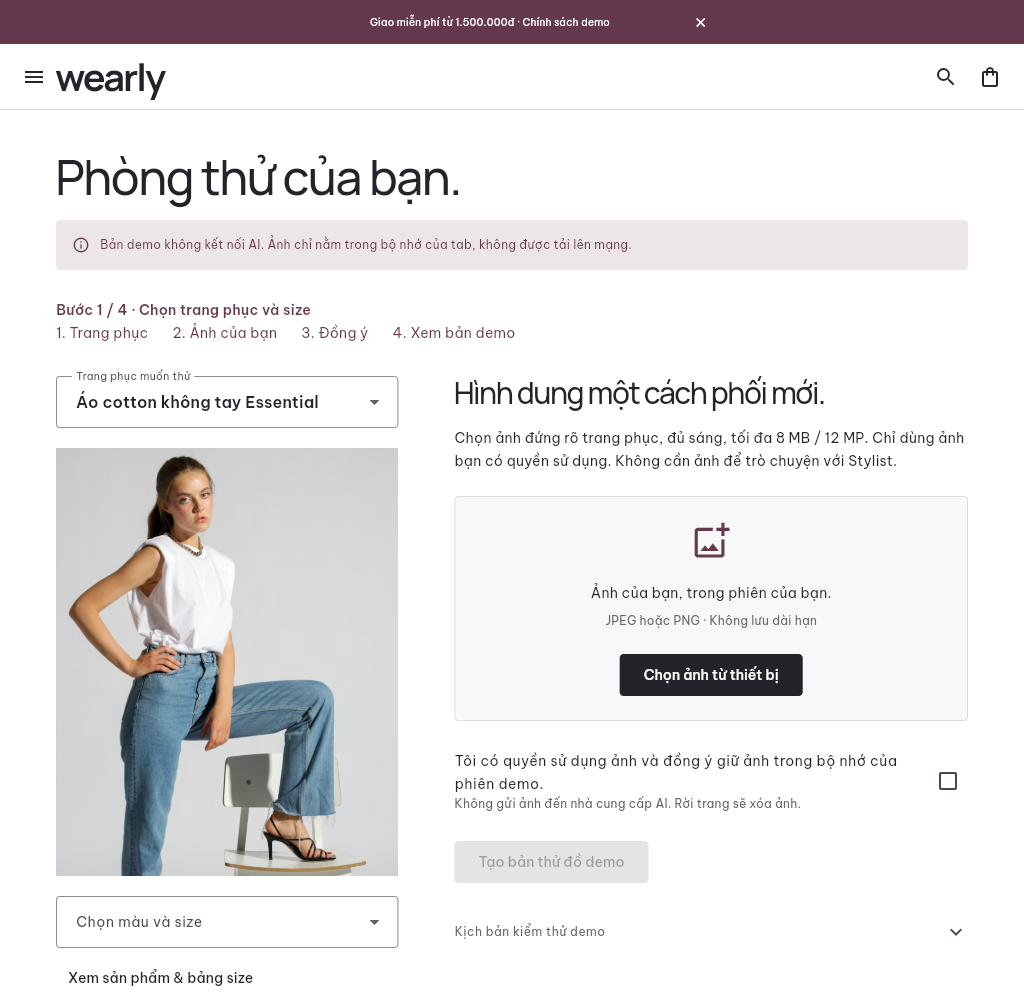 Giao miễn phí từ 1.500.000đ · Chính sách demo
wearly
Phòng thử của bạn.
Bản demo không kết nối AI. Ảnh chỉ nằm trong bộ nhớ của tab, không được tải lên mạng.
Bước 1 / 4 · Chọn trang phục và size
1. Trang phục 2. Ảnh của bạn 3. Đồng ý 4. Xem bản demo
Trang phục muốn thử
Áo cotton không tay Essential
Hình dung một cách phối mới.
Chọn ảnh đứng rõ trang phục, đủ sáng, tối đa 8 MB / 12 MP. Chỉ dùng ảnh
bạn có quyền sử dụng. Không cần ảnh để trò chuyện với Stylist.
Ảnh của bạn, trong phiên của bạn.
JPEG hoặc PNG · Không lưu dài hạn
Chọn ảnh từ thiết bị
Tôi có quyền sử dụng ảnh và đồng ý giữ ảnh trong bộ nhớ của
phiên demo.
Không gửi ảnh đến nhà cung cấp AI. Rời trang sẽ xóa ảnh.
Tạo bản thử đồ demo
Kịch bản kiểm thử demo
Chọn màu và size
Xem sản phẩm & bảng size